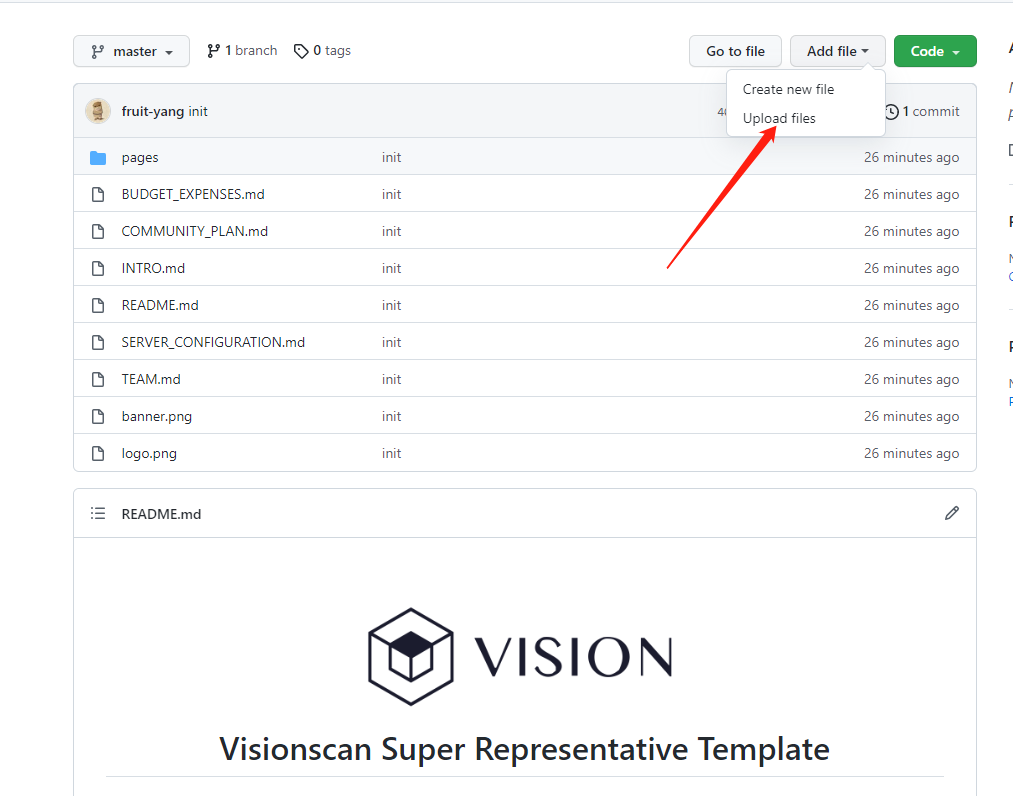 master 1 branch 0 tags Go to file Add file Code
Create new file
Upload files
fruit-yang init 1 commit
pages init 26 minutes ago
BUDGET_EXPENSES.md init 26 minutes ago
COMMUNITY_PLAN.md init 26 minutes ago
INTRO.md init 26 minutes ago
README.md init 26 minutes ago
SERVER_CONFIGURATION.md init 26 minutes ago
TEAM.md init 26 minutes ago
banner.png init 26 minutes ago
logo.png init 26 minutes ago
README.md
VISION
Visionscan Super Representative Template